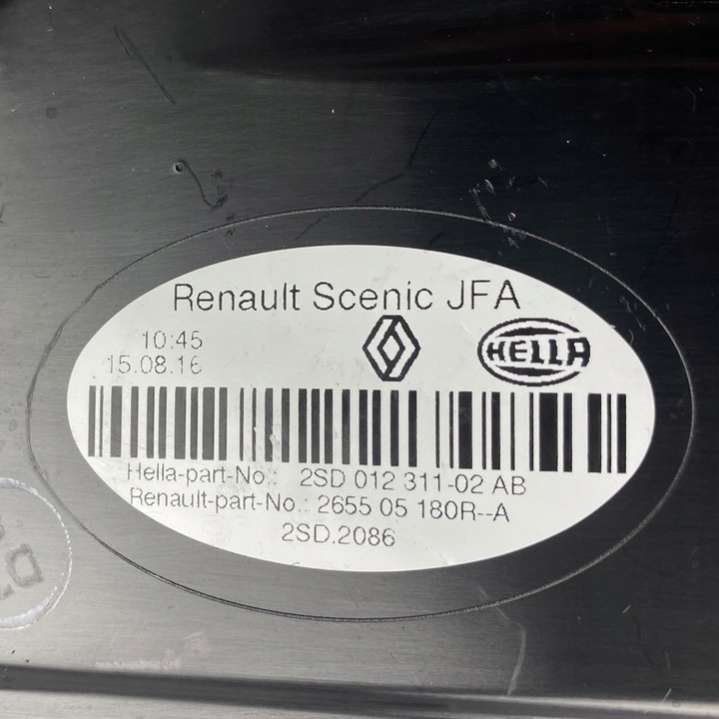 Renault Scenic JFA
10:45
15.08.16
HELLA
Hella-part-No.: 2SD 012 311-02 AB
Renault-part-No.: 2655 05 180R--A
2SD.2086